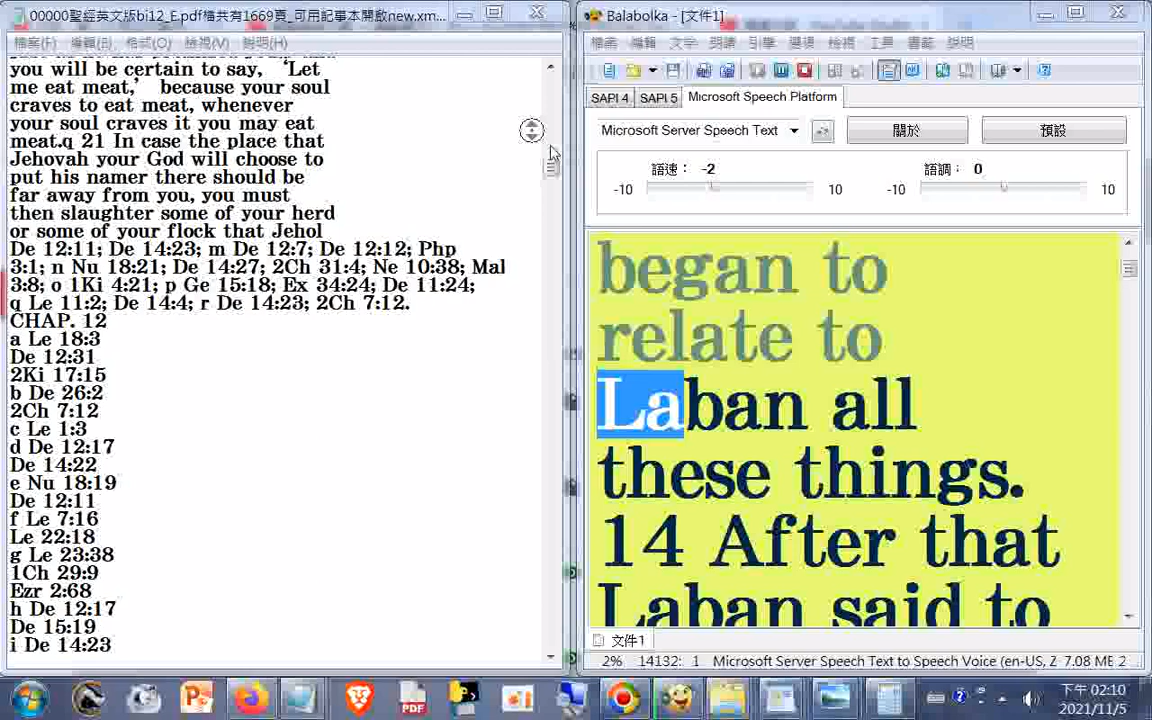 00000聖經英文版bi12_E.pdf檔共有1669頁_可用記事本開啟new.xm...
檔案(F) 編輯(E) 格式(O) 檢視(V) 說明(H)
you will be certain to say, ‘Let
me eat meat,’ because your soul
craves to eat meat, whenever
your soul craves it you may eat
meat.q 21 In case the place that
Jehovah your God will choose to
put his namer there should be
far away from you, you must
then slaughter some of your herd
or some of your flock that Jehol
De 12:11; De 14:23; m De 12:7; De 12:12; Php
3:1; n Nu 18:21; De 14:27; 2Ch 31:4; Ne 10:38; Mal
3:8; o 1Ki 4:21; p Ge 15:18; Ex 34:24; De 11:24;
q Le 11:2; De 14:4; r De 14:23; 2Ch 7:12.
CHAP. 12
a Le 18:3
De 12:31
2Ki 17:15
b De 26:2
2Ch 7:12
c Le 1:3
d De 12:17
De 14:22
e Nu 18:19
De 12:11
f Le 7:16
Le 22:18
g Le 23:38
1Ch 29:9
Ezr 2:68
h De 12:17
De 15:19
i De 14:23
Balabolka - [文件1]
檔案 編輯 文字 朗讀 引擎 選項 檢視 工具 書籤 說明
SAPI 4 SAPI 5 Microsoft Speech Platform
Microsoft Server Speech Text 關於 預設
語速： -2 語調： 0
-10 10 -10 10
began to
relate to
Laban all
these things.
14 After that
Laban said to
文件1
2% 14132: 1 Microsoft Server Speech Text to Speech Voice (en-US, Z 7.08 ME 2
PDF
下午 02:10
2021/11/5